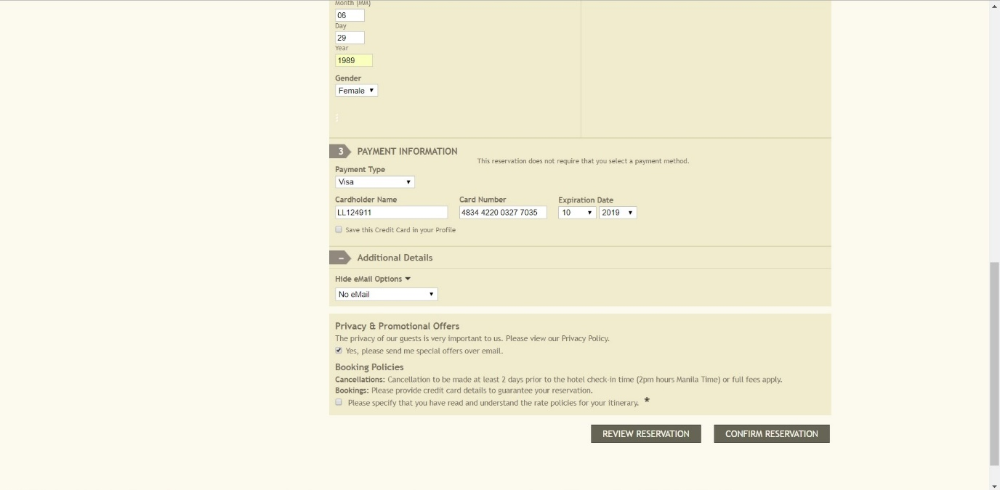 Month (MM)
06
Day
29
Year
1989
Gender
Female
3 PAYMENT INFORMATION
This reservation does not require that you select a payment method.
Payment Type
Visa
Cardholder Name Card Number Expiration Date
LL124911 4834 4220 0327 7035 10 2019
Save this Credit Card in your Profile
– Additional Details
Hide eMail Options
No eMail
Privacy & Promotional Offers
The privacy of our guests is very important to us. Please view our Privacy Policy.
Yes, please send me special offers over email.
Booking Policies
Cancellations: Cancellation to be made at least 2 days prior to the hotel check-in time (2pm hours Manila Time) or full fees apply.
Bookings: Please provide credit card details to guarantee your reservation.
Please specify that you have read and understand the rate policies for your itinerary. *
REVIEW RESERVATION CONFIRM RESERVATION